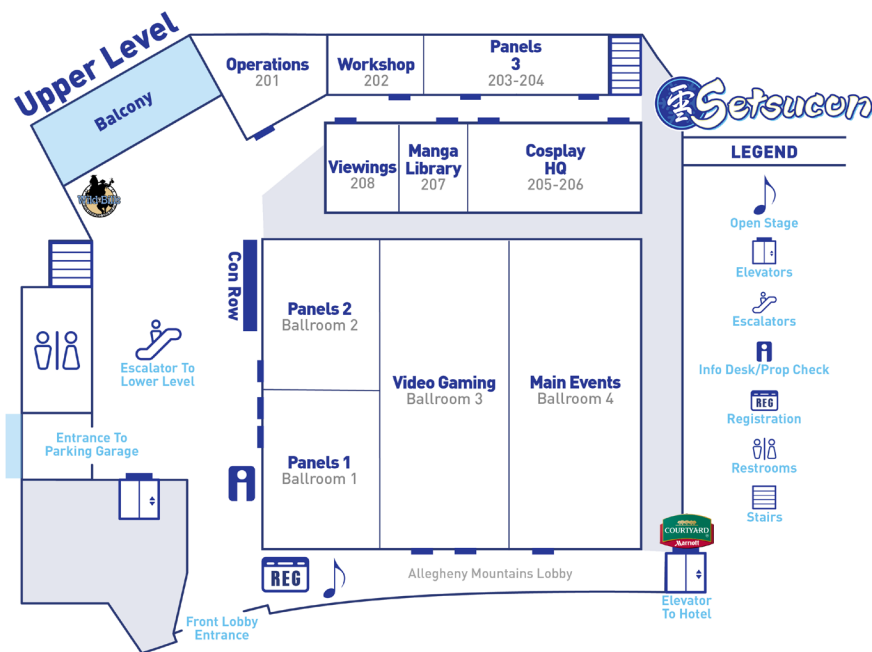 Upper Level
Balcony
Wild Bills
Operations
201
Workshop
202
Panels
3
203-204
Setsucon
LEGEND
Viewings
208
Manga
Library
207
Cosplay
HQ
205-206
Open Stage
Elevators
Escalators
Info Desk/Prop Check
REG
Registration
Restrooms
Stairs
Con Row
Panels 2
Ballroom 2
Escalator To
Lower Level
Video Gaming
Ballroom 3
Main Events
Ballroom 4
Entrance To
Parking Garage
Panels 1
Ballroom 1
COURTYARD
Marriott
REG
Allegheny Mountains Lobby
Elevator
To Hotel
Front Lobby
Entrance